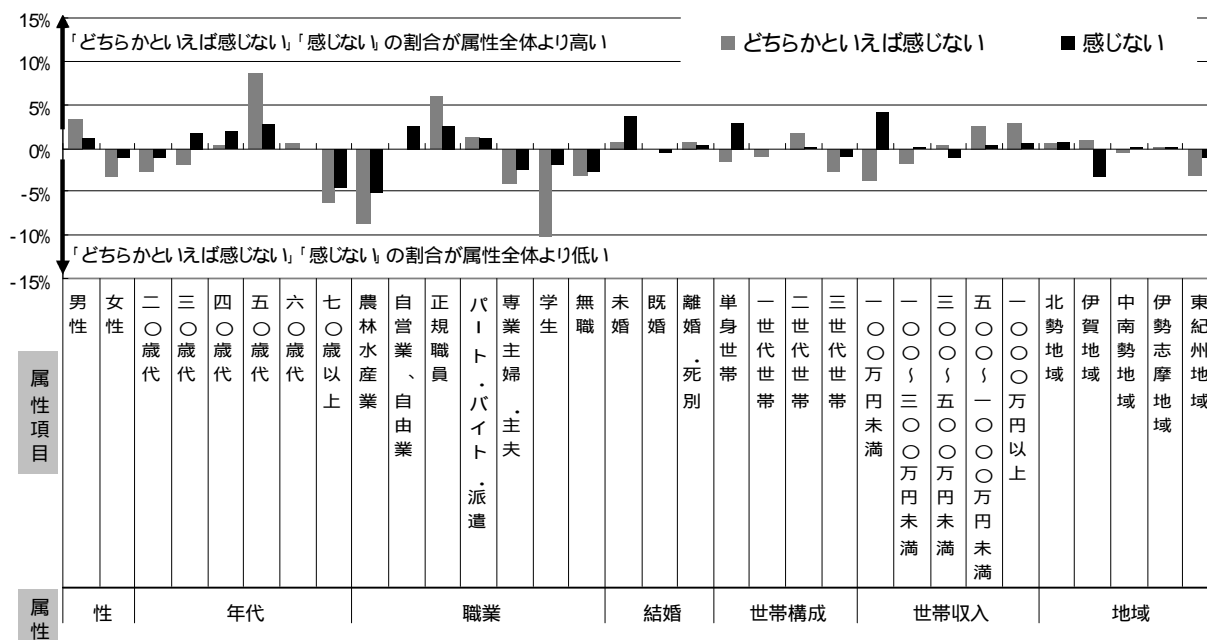 15%
10%
5%
0%
-5%
-10%
-15%
「どちらかといえば感じない」「感じない」の割合が属性全体より高い
どちらかといえば感じない
感じない
「どちらかといえば感じない」「感じない」の割合が属性全体より低い
属性項目
男性
女性
二〇歳代
三〇歳代
四〇歳代
五〇歳代
六〇歳代
七〇歳以上
農林水産業
自営業、自由業
正規職員
パート・バイト・派遣
専業主婦・主夫
学生
無職
未婚
既婚
離婚・死別
単身世帯
一世代世帯
二世代世帯
三世代世帯
一〇〇万円未満
一〇〇～三〇〇万円未満
三〇〇～五〇〇万円未満
五〇〇～一〇〇〇万円未満
一〇〇〇万円以上
北勢地域
伊賀地域
中南勢地域
伊勢志摩地域
東紀州地域
属性
性
年代
職業
結婚
世帯構成
世帯収入
地域